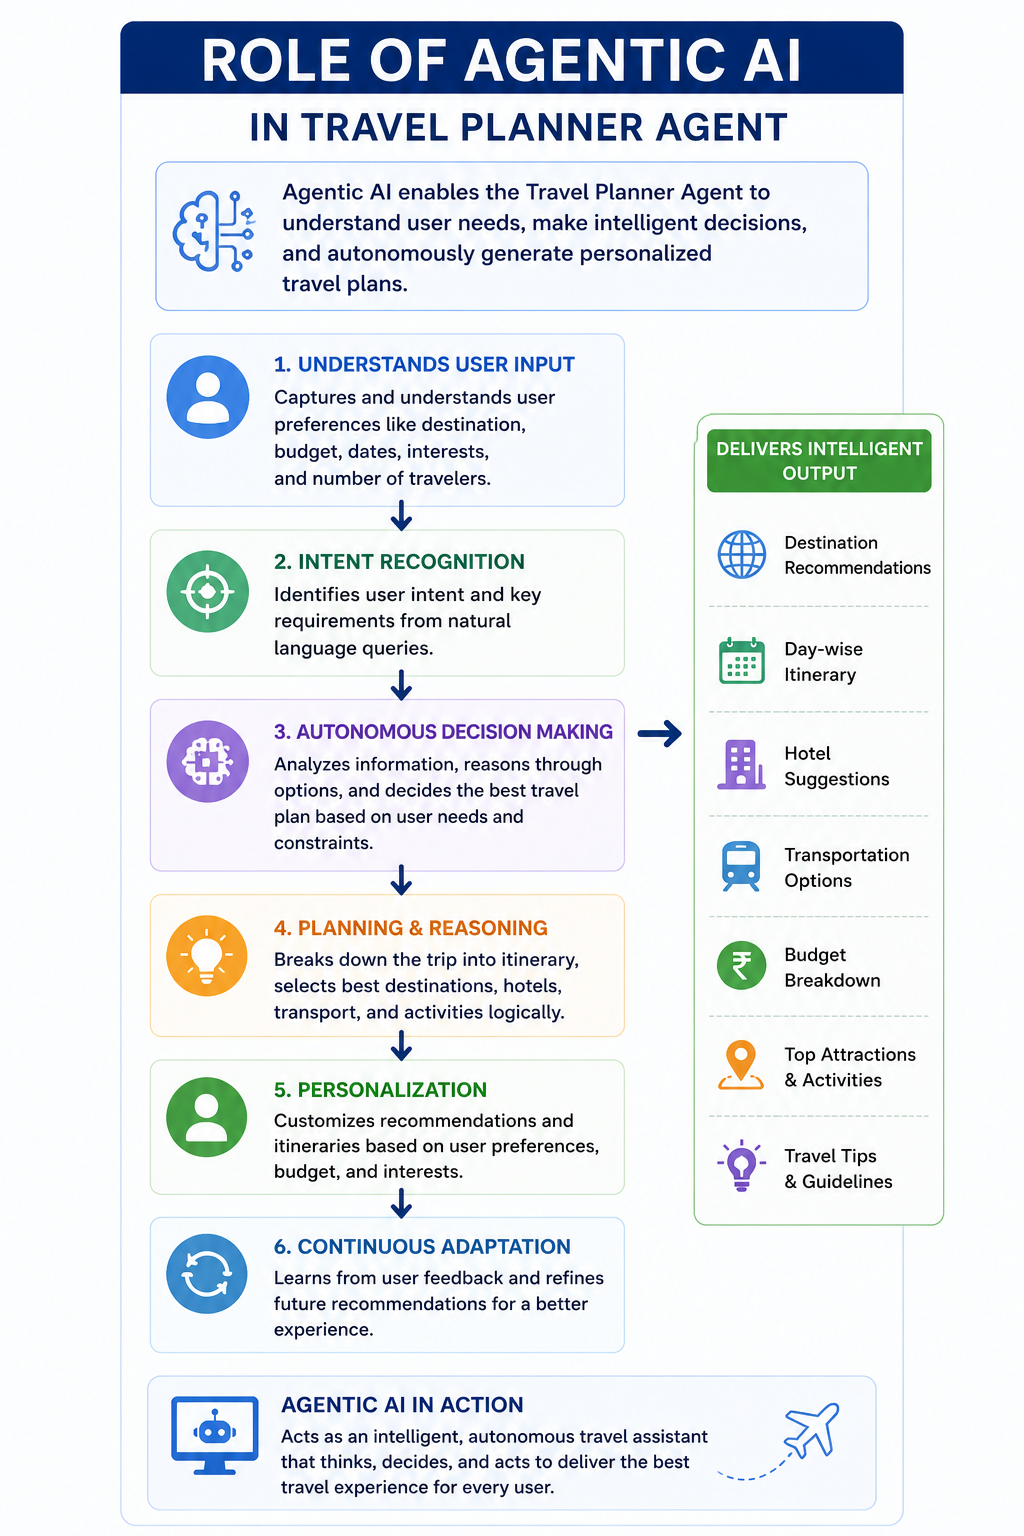 ROLE OF AGENTIC AI
IN TRAVEL PLANNER AGENT
Agentic AI enables the Travel Planner Agent to
understand user needs, make intelligent decisions,
and autonomously generate personalized
travel plans.
1. UNDERSTANDS USER INPUT
Captures and understands user
preferences like destination,
budget, dates, interests,
and number of travelers.
2. INTENT RECOGNITION
Identifies user intent and key
requirements from natural
language queries.
3. AUTONOMOUS DECISION MAKING
Analyzes information, reasons through
options, and decides the best travel
plan based on user needs and
constraints.
4. PLANNING & REASONING
Breaks down the trip into itinerary,
selects best destinations, hotels,
transport, and activities logically.
5. PERSONALIZATION
Customizes recommendations and
itineraries based on user preferences,
budget, and interests.
6. CONTINUOUS ADAPTATION
Learns from user feedback and refines
future recommendations for a better
experience.
DELIVERS INTELLIGENT
OUTPUT
Destination
Recommendations
Day-wise
Itinerary
Hotel
Suggestions
Transportation
Options
₹
Budget
Breakdown
Top Attractions
& Activities
Travel Tips
& Guidelines
AGENTIC AI IN ACTION
Acts as an intelligent, autonomous travel assistant
that thinks, decides, and acts to deliver the best
travel experience for every user.